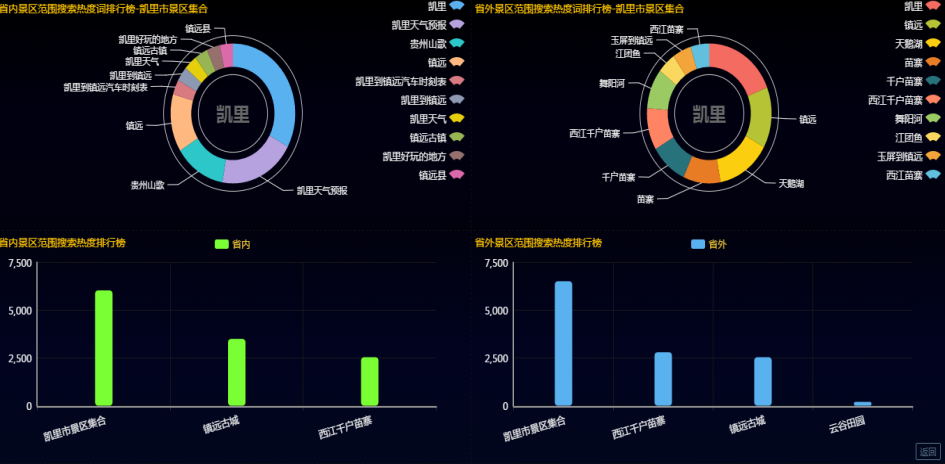 省内景区范围搜索热度词排行榜-凯里市景区集合
镇远县
凯里好玩的地方
镇远古镇
凯里天气
凯里到镇远
凯里到镇远汽车时刻表
镇远
贵州山歌
凯里天气预报
凯里
凯里
凯里天气预报
贵州山歌
镇远
凯里到镇远汽车时刻表
凯里到镇远
凯里天气
镇远古镇
凯里好玩的地方
镇远县
省外景区范围搜索热度词排行榜-凯里市景区集合
西江苗寨
玉屏到镇远
江团鱼
舞阳河
西江千户苗寨
千户苗寨
苗寨
天鹅湖
镇远
凯里
凯里
镇远
天鹅湖
苗寨
千户苗寨
西江千户苗寨
舞阳河
江团鱼
玉屏到镇远
西江苗寨
省内景区范围搜索热度排行榜
省内
7,500
5,000
2,500
0
凯里市景区集合
镇远古城
西江千户苗寨
省外景区范围搜索热度排行榜
省外
7,500
5,000
2,500
0
凯里市景区集合
西江千户苗寨
镇远古城
云谷田园
返回